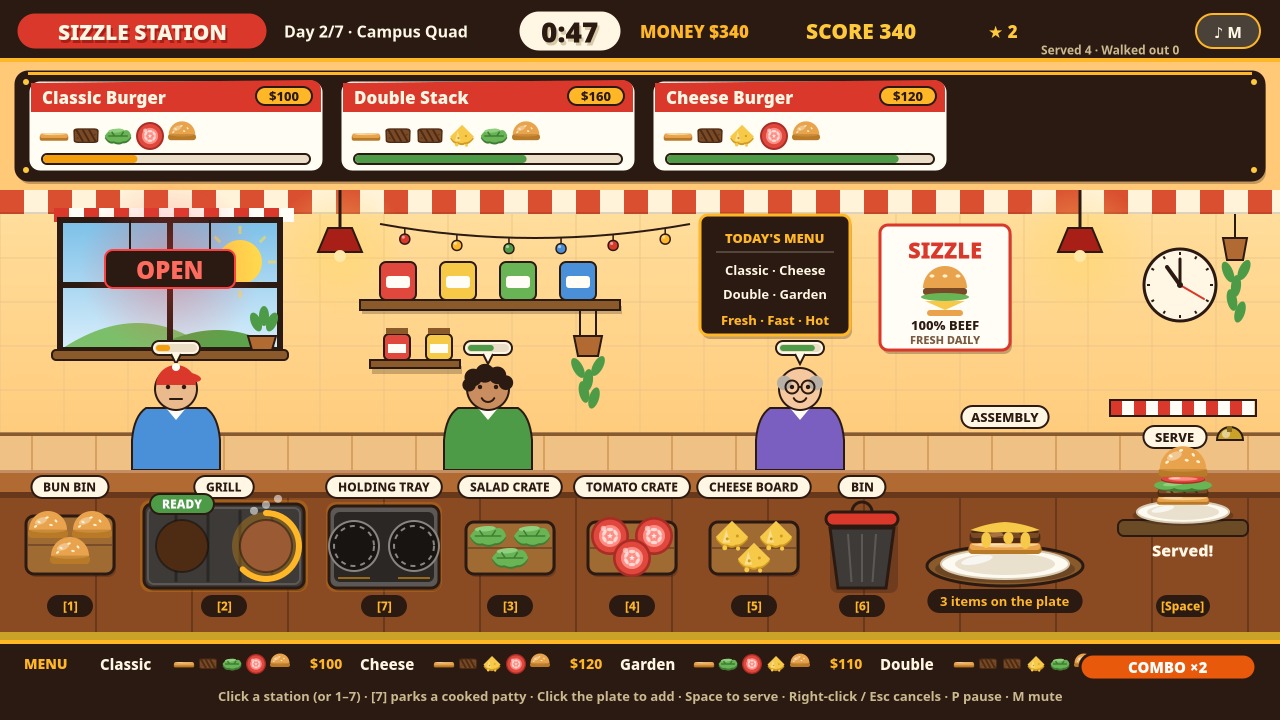 SIZZLE STATION
Day 2/7 · Campus Quad
0:47
MONEY $340
SCORE 340
★ 2
Served 4 · Walked out 0
♪ M
Classic Burger
$100
Double Stack
$160
Cheese Burger
$120
OPEN
TODAY'S MENU
Classic · Cheese
Double · Garden
Fresh · Fast · Hot
SIZZLE
100% BEEF
FRESH DAILY
ASSEMBLY
SERVE
BUN BIN
GRILL
HOLDING TRAY
SALAD CRATE
TOMATO CRATE
CHEESE BOARD
BIN
READY
Served!
[1]
[2]
[7]
[3]
[4]
[5]
[6]
3 items on the plate
[Space]
MENU
Classic
$100
Cheese
$120
Garden
$110
Double
COMBO ×2
Click a station (or 1–7) · [7] parks a cooked patty · Click the plate to add · Space to serve · Right-click / Esc cancels · P pause · M mute